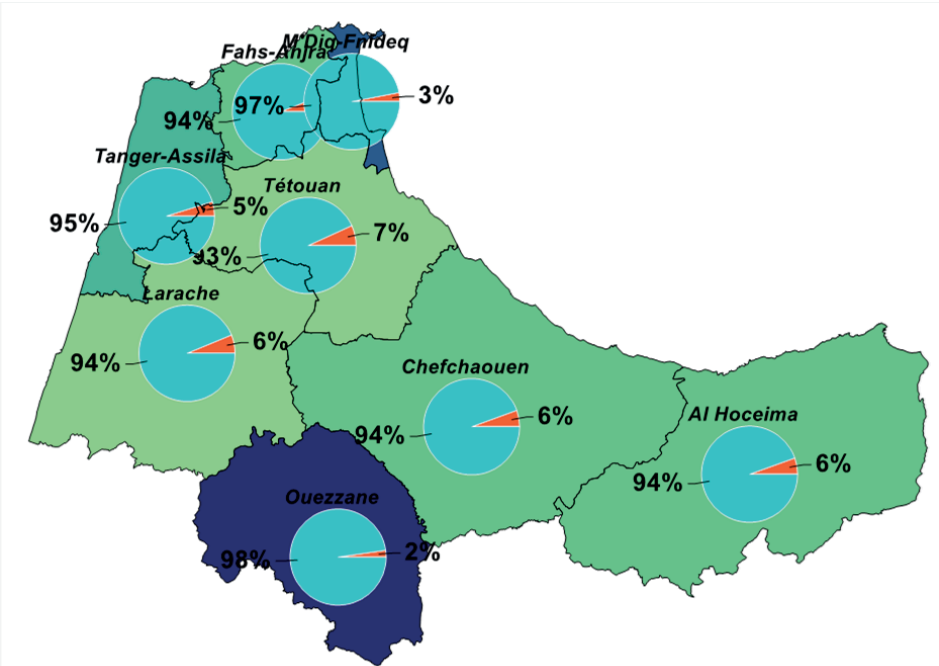 M'Diq-Fnideq
Fahs-Anjra
3%
97%
94%
Tanger-Assila
Tétouan
5%
95%
7%
93%
Larache
6%
94%
Chefchaouen
6%
94%
Al Hoceima
6%
94%
Ouezzane
2%
98%